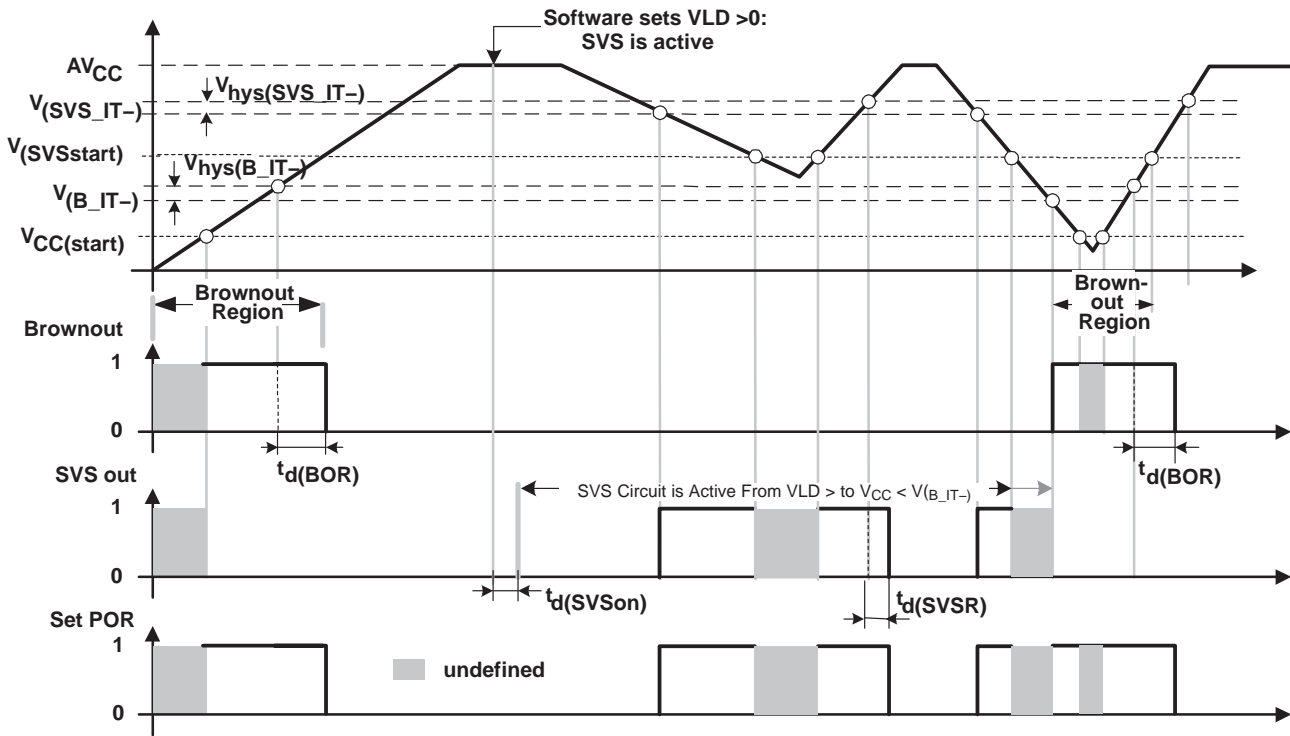 Software sets VLD >0:
SVS is active
AVCC
Vhys(SVS_IT–)
V(SVS_IT–)
V(SVSstart)
Vhys(B_IT–)
V(B_IT–)
VCC(start)
Brownout
Region
Brown-
out
Region
Brownout
1
0
td(BOR)
td(BOR)
SVS out
SVS Circuit is Active From VLD > to VCC < V(B_IT–)
1
0
td(SVSon)
td(SVSR)
Set POR
1
undefined
0